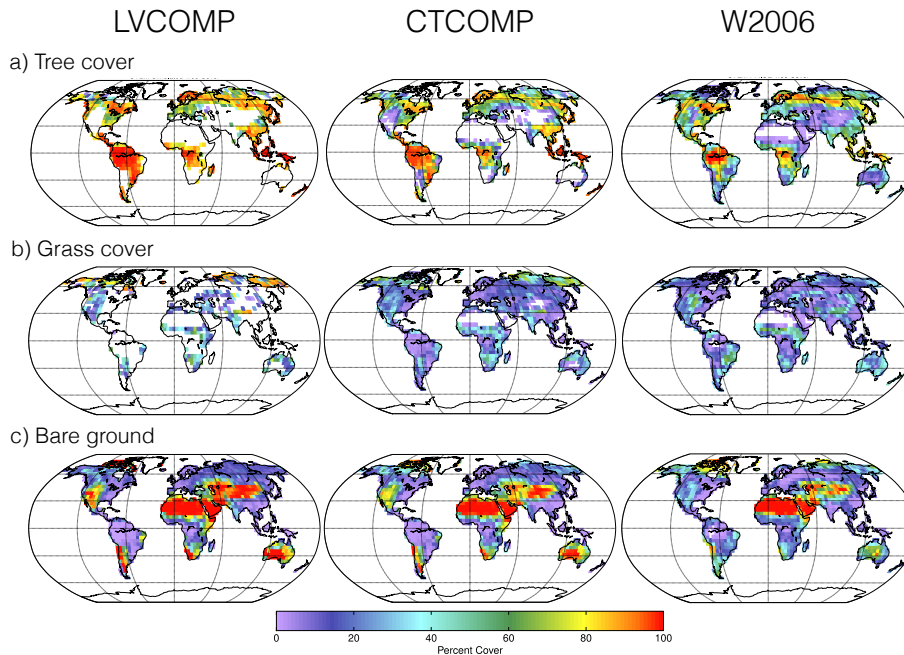 LVCOMP CTCOMP W2006
a) Tree cover
b) Grass cover
c) Bare ground
0 20 40 60 80 100
Percent Cover